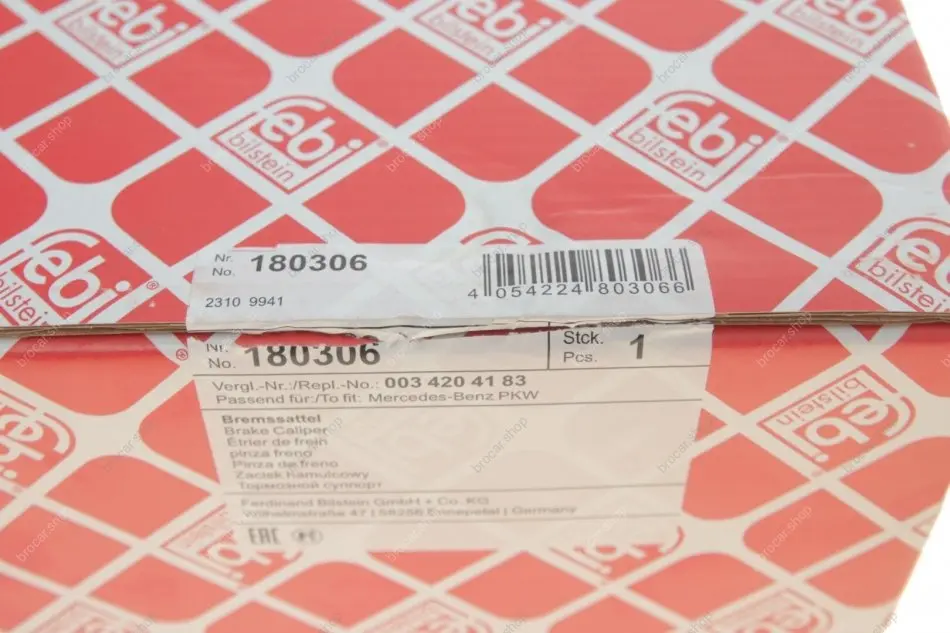 febi
bilstein
Nr.
No. 180306
2310 9941
4 054224 803066
Nr.
No. 180306
Stck.
Pcs. 1
Vergl.-Nr.:/Repl.-No.: 003 420 41 83
Passend für:/To fit: Mercedes-Benz PKW
Bremssattel
Brake Caliper
Étrier de frein
pinza freno
Pinza de freno
Zacisk hamulcowy
Тормозной суппорт
Ferdinand Bilstein GmbH + Co. KG
Wilhelmstraße 47 | 58256 Ennepetal | Germany
EAC
brocar.shop